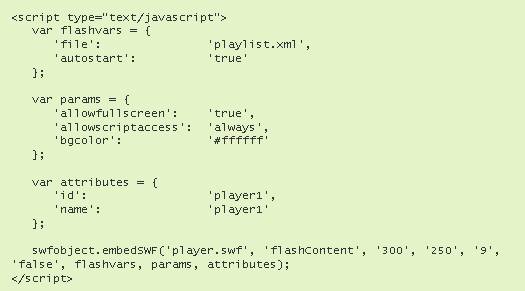 <script type="text/javascript">
   var flashvars = {
      'file':               'playlist.xml',
      'autostart':          'true'
   };

   var params = {
      'allowfullscreen':    'true',
      'allowscriptaccess':  'always',
      'bgcolor':            '#ffffff'
   };

   var attributes = {
      'id':                 'player1',
      'name':               'player1'
   };

   swfobject.embedSWF('player.swf', 'flashContent', '300', '250', '9',
'false', flashvars, params, attributes);
</script>